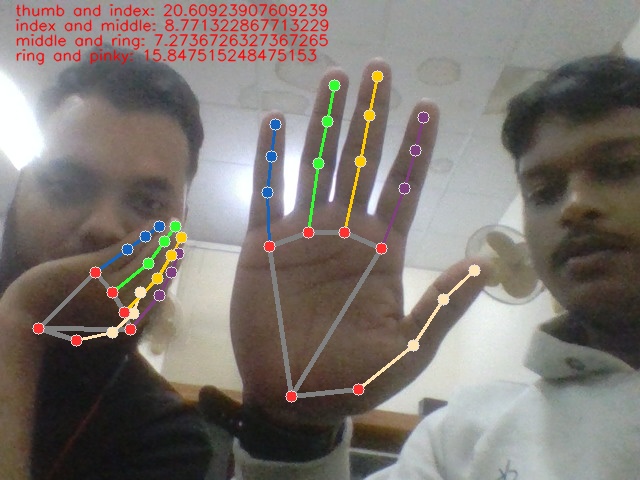 thumb and index: 20.60923907609239
index and middle: 8.771322867713229
middle and ring: 7.2736726327367265
ring and pinky: 15.847515248475153